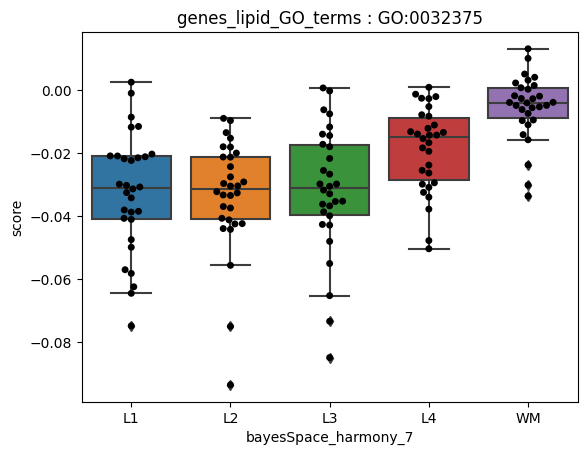 genes_lipid_GO_terms : GO:0032375
0.00
−0.02
−0.04
−0.06
−0.08
score
L1 L2 L3 L4 WM
bayesSpace_harmony_7